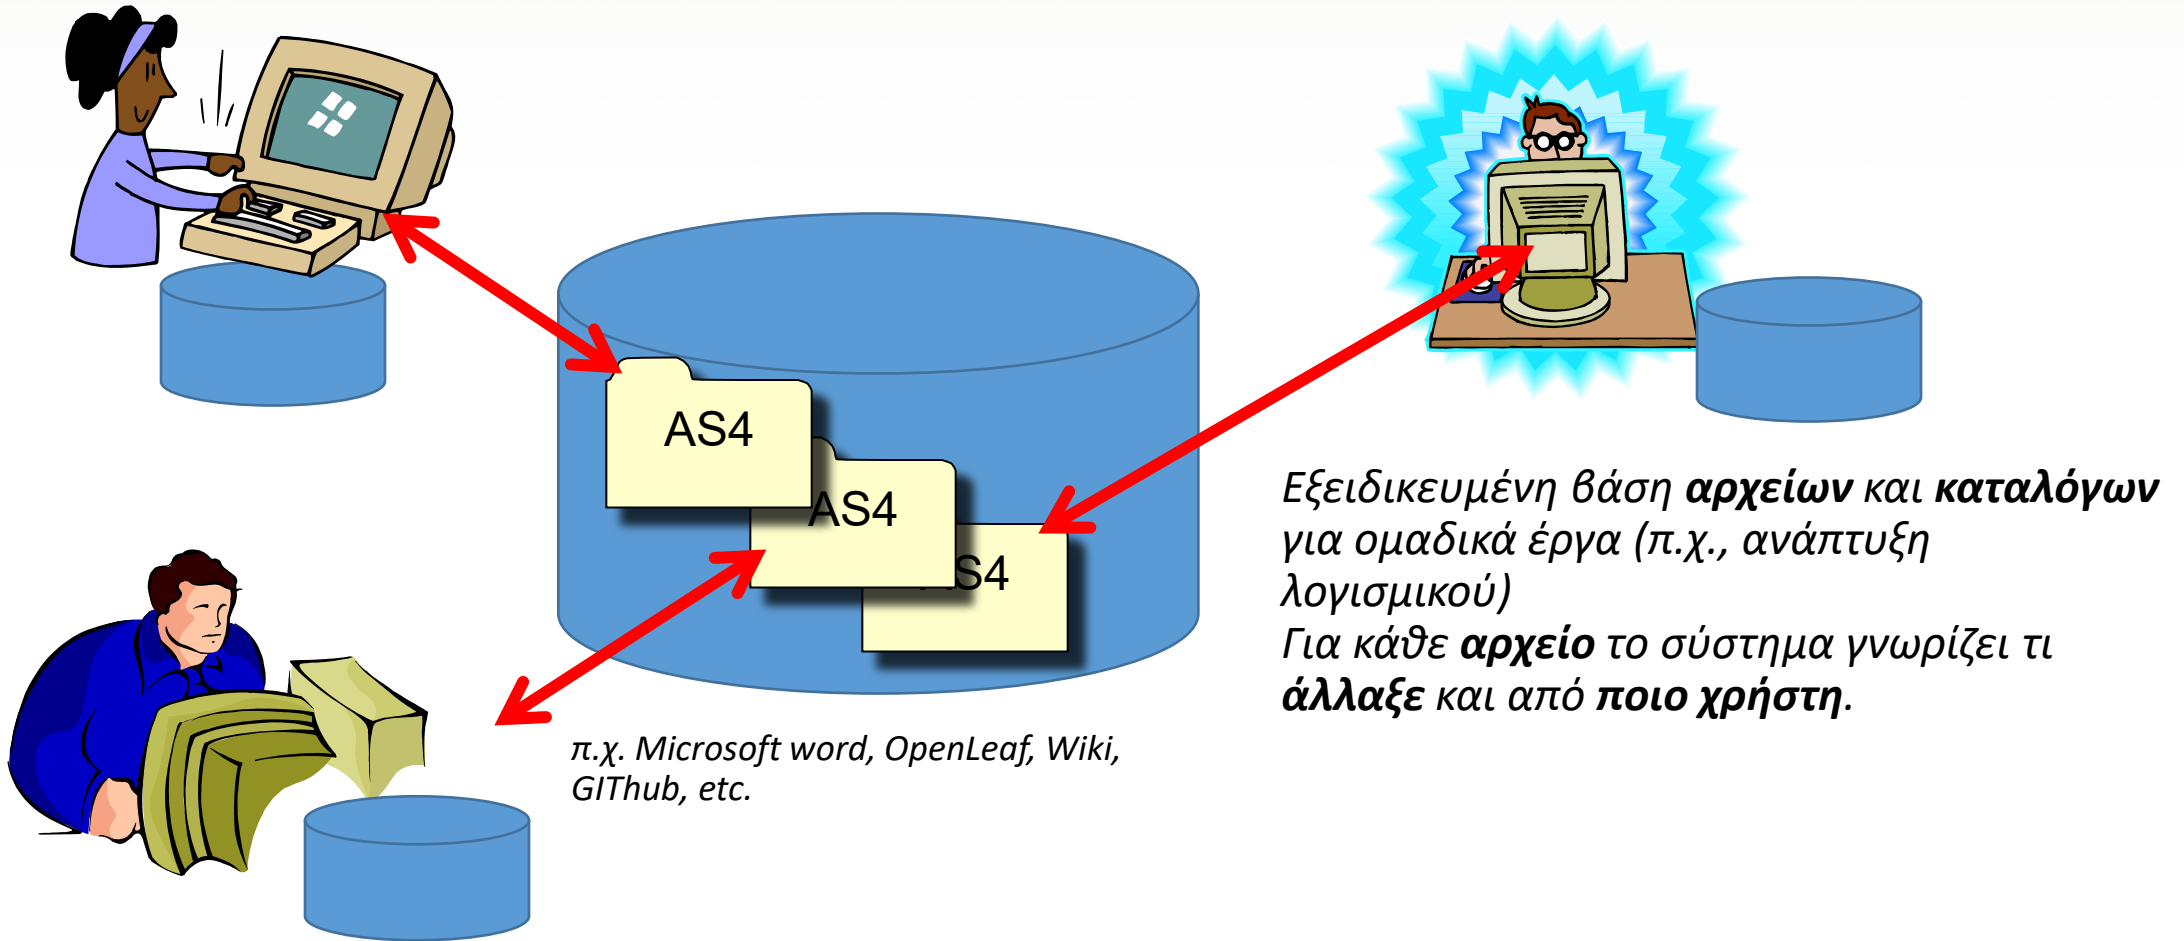 AS4
AS4
S4
Εξειδικευμένη βάση αρχείων και καταλόγων
για ομαδικά έργα (π.χ., ανάπτυξη
λογισμικού)
Για κάθε αρχείο το σύστημα γνωρίζει τι
άλλαξε και από ποιο χρήστη.
π.χ. Microsoft word, OpenLeaf, Wiki,
GIThub, etc.